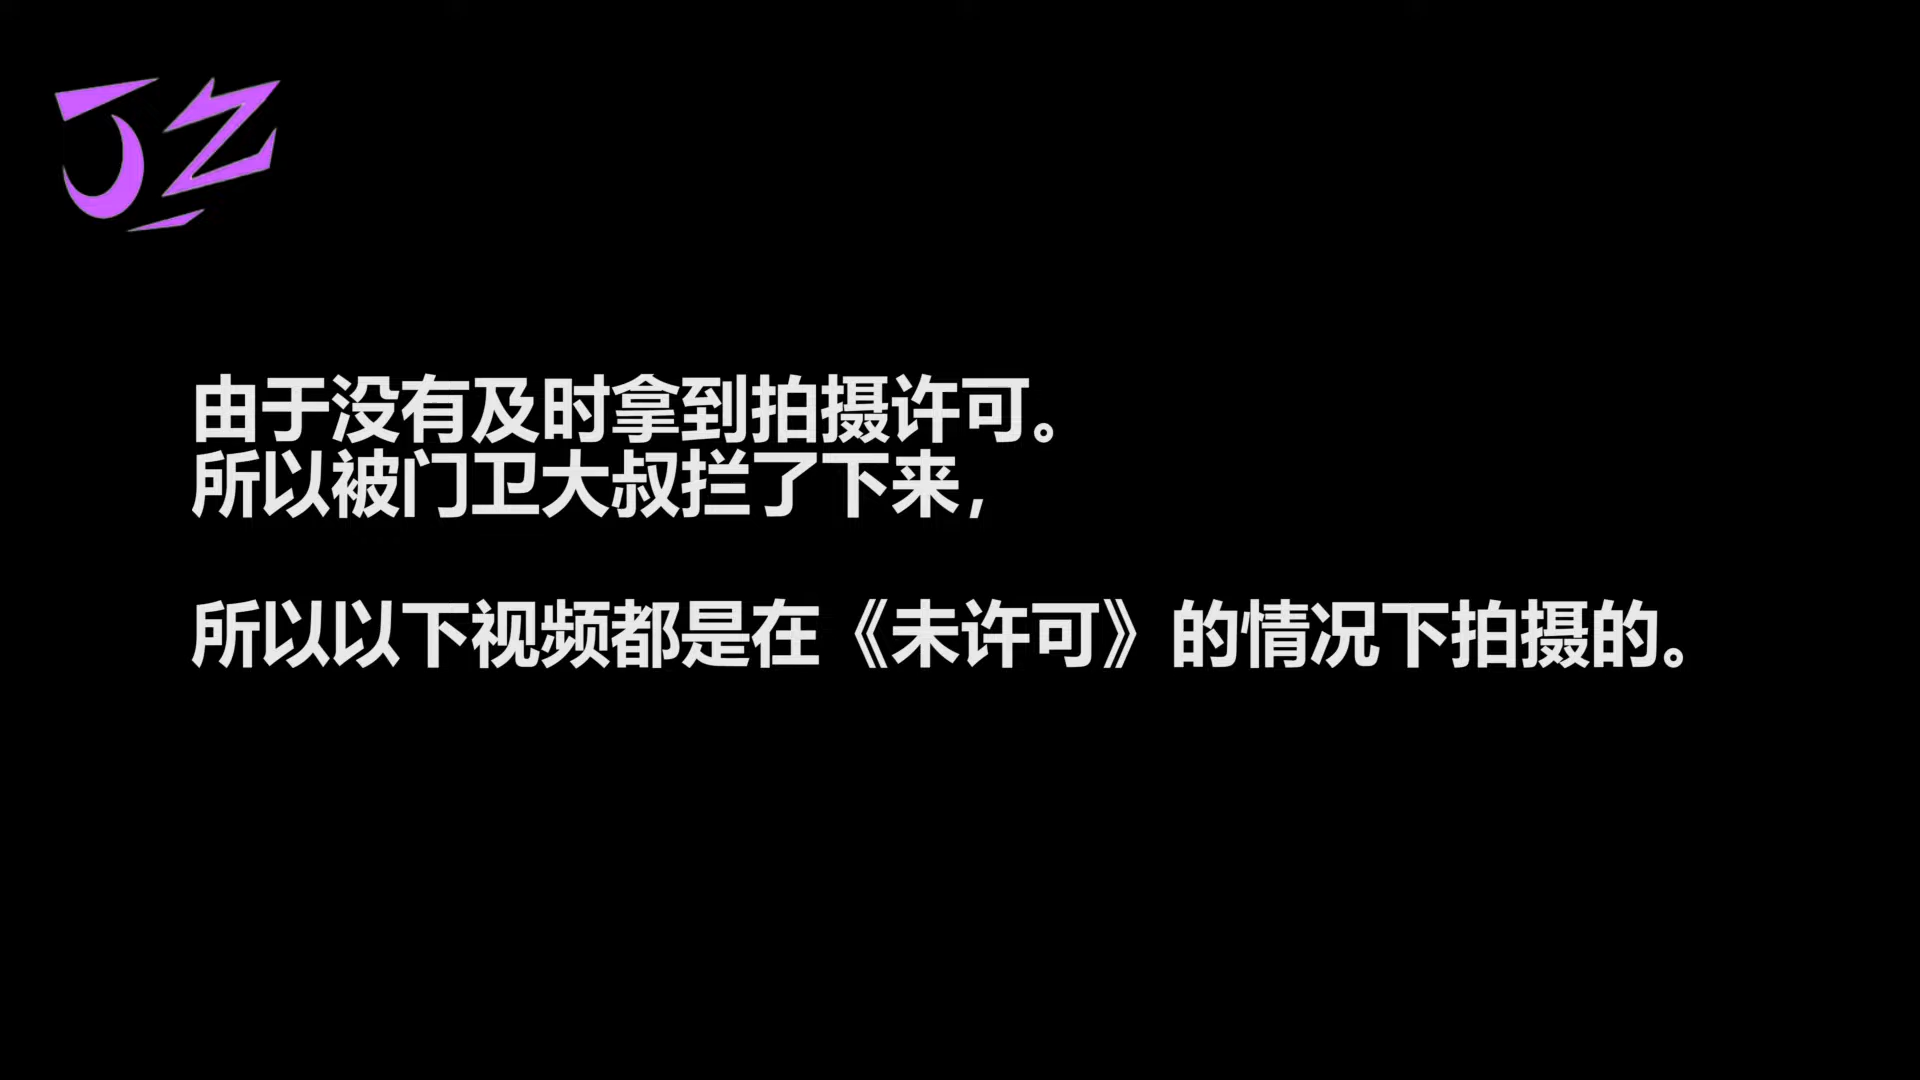 JZ
由于没有及时拿到拍摄许可。
所以被门卫大叔拦了下来，
所以以下视频都是在《未许可》的情况下拍摄的。